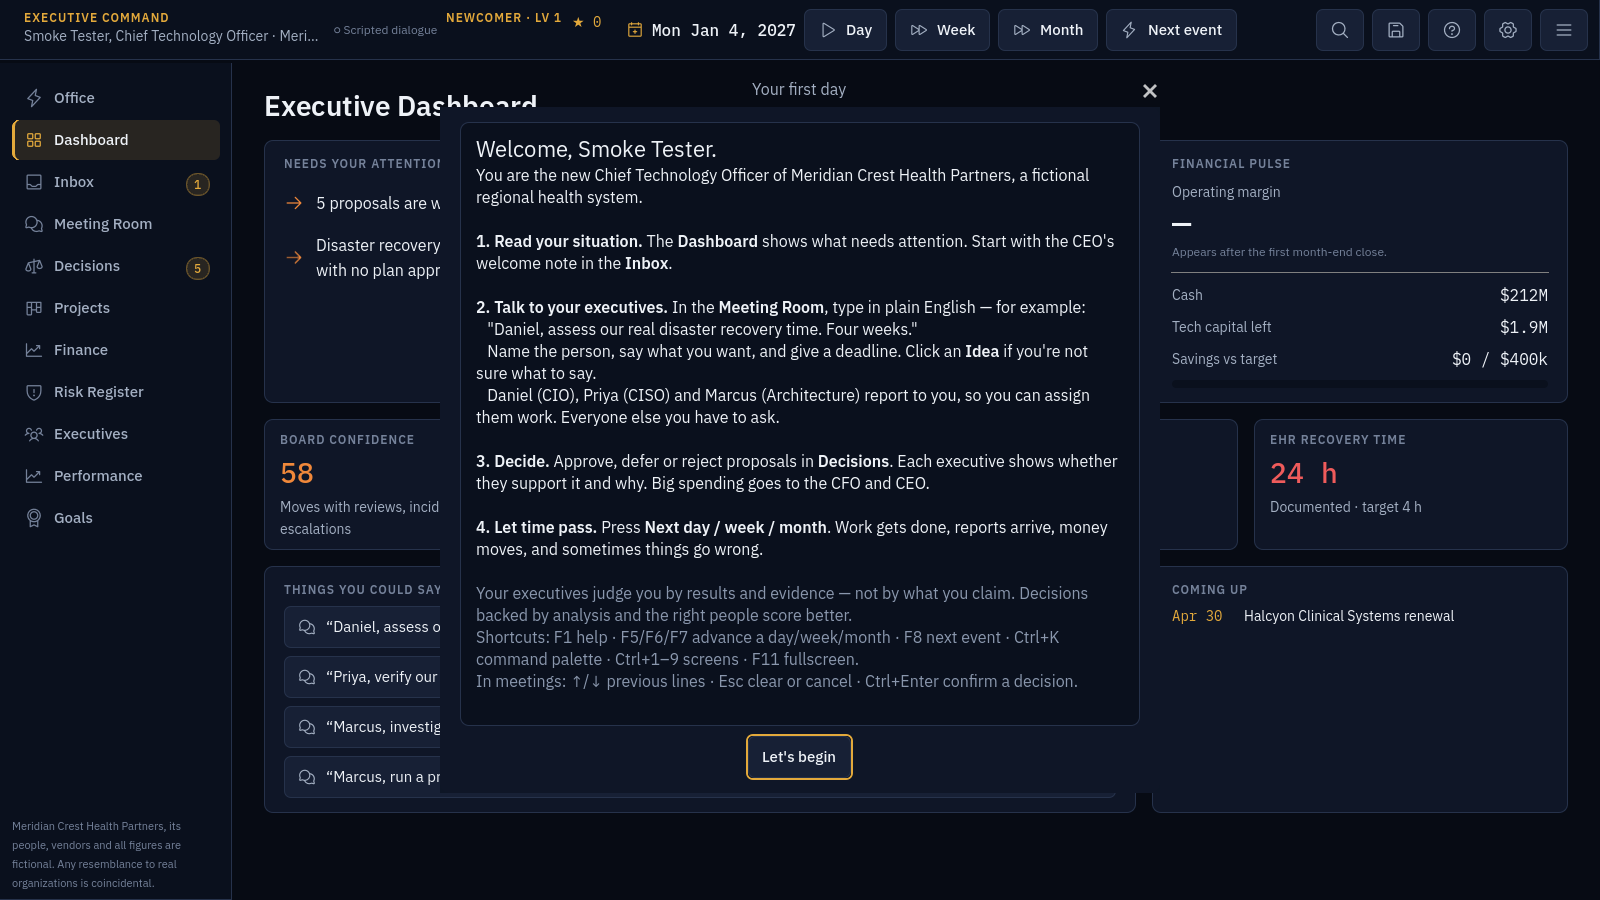 EXECUTIVE COMMAND
Smoke Tester, Chief Technology Officer · Meri...
Scripted dialogue
NEWCOMER · LV 1 ★ 0
Mon Jan 4, 2027
Day
Week
Month
Next event
Office
Dashboard
Inbox 1
Meeting Room
Decisions 5
Projects
Finance
Risk Register
Executives
Performance
Goals
Meridian Crest Health Partners, its
people, vendors and all figures are
fictional. Any resemblance to real
organizations is coincidental.
Executive Dashboard
NEEDS YOUR ATTENTION
→ 5 proposals are w
→ Disaster recovery
with no plan appr
BOARD CONFIDENCE
58
Moves with reviews, incid
escalations
THINGS YOU COULD SAY
“Daniel, assess o
“Priya, verify our
“Marcus, investig
“Marcus, run a pr
Your first day
Welcome, Smoke Tester.
You are the new Chief Technology Officer of Meridian Crest Health Partners, a fictional
regional health system.
1. Read your situation. The Dashboard shows what needs attention. Start with the CEO's
welcome note in the Inbox.
2. Talk to your executives. In the Meeting Room, type in plain English — for example:
"Daniel, assess our real disaster recovery time. Four weeks."
Name the person, say what you want, and give a deadline. Click an Idea if you're not
sure what to say.
Daniel (CIO), Priya (CISO) and Marcus (Architecture) report to you, so you can assign
them work. Everyone else you have to ask.
3. Decide. Approve, defer or reject proposals in Decisions. Each executive shows whether
they support it and why. Big spending goes to the CFO and CEO.
4. Let time pass. Press Next day / week / month. Work gets done, reports arrive, money
moves, and sometimes things go wrong.
Your executives judge you by results and evidence — not by what you claim. Decisions
backed by analysis and the right people score better.
Shortcuts: F1 help · F5/F6/F7 advance a day/week/month · F8 next event · Ctrl+K
command palette · Ctrl+1–9 screens · F11 fullscreen.
In meetings: ↑/↓ previous lines · Esc clear or cancel · Ctrl+Enter confirm a decision.
Let's begin
FINANCIAL PULSE
Operating margin
—
Appears after the first month-end close.
Cash $212M
Tech capital left $1.9M
Savings vs target $0 / $400k
EHR RECOVERY TIME
24 h
Documented · target 4 h
COMING UP
Apr 30 Halcyon Clinical Systems renewal